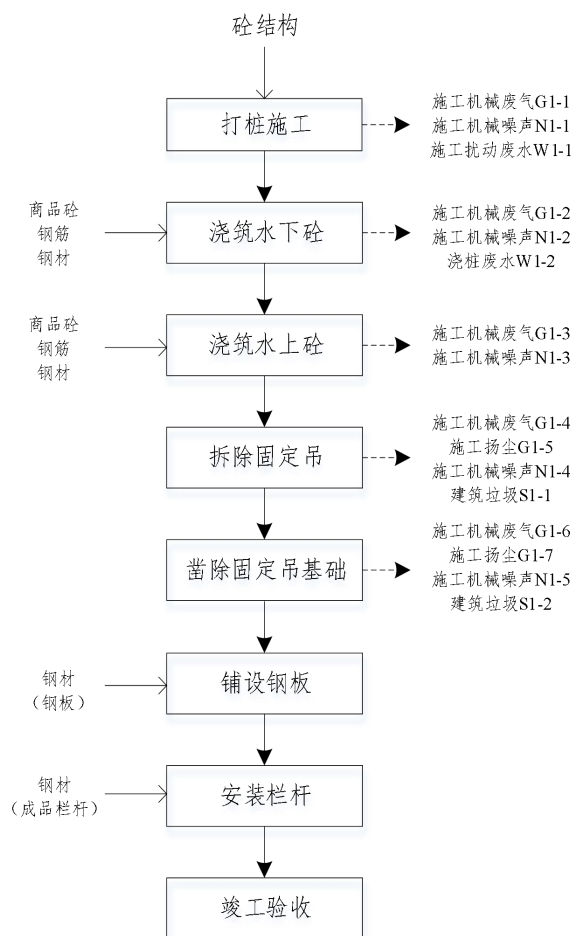 砼结构
打桩施工
施工机械废气G1-1
施工机械噪声N1-1
施工扰动废水W1-1
商品砼
钢筋
钢材
浇筑水下砼
施工机械废气G1-2
施工机械噪声N1-2
浇桩废水W1-2
商品砼
钢筋
钢材
浇筑水上砼
施工机械废气G1-3
施工机械噪声N1-3
拆除固定吊
施工机械废气G1-4
施工扬尘G1-5
施工机械噪声N1-4
建筑垃圾S1-1
凿除固定吊基础
施工机械废气G1-6
施工扬尘G1-7
施工机械噪声N1-5
建筑垃圾S1-2
钢材
（钢板）
铺设钢板
钢材
（成品栏杆）
安装栏杆
竣工验收